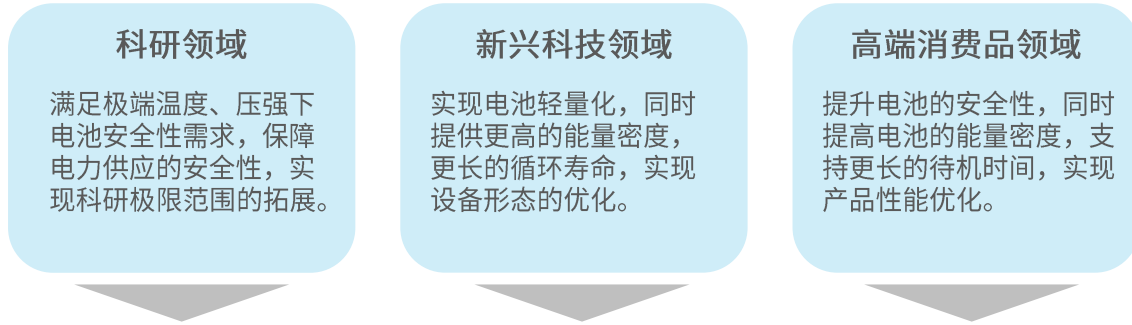 科研领域
满足极端温度、压强下
电池安全性需求，保障
电力供应的安全性，实
现科研极限范围的拓展。
新兴科技领域
实现电池轻量化，同时
提供更高的能量密度，
更长的循环寿命，实现
设备形态的优化。
高端消费品领域
提升电池的安全性，同时
提高电池的能量密度，支
持更长的待机时间，实现
产品性能优化。